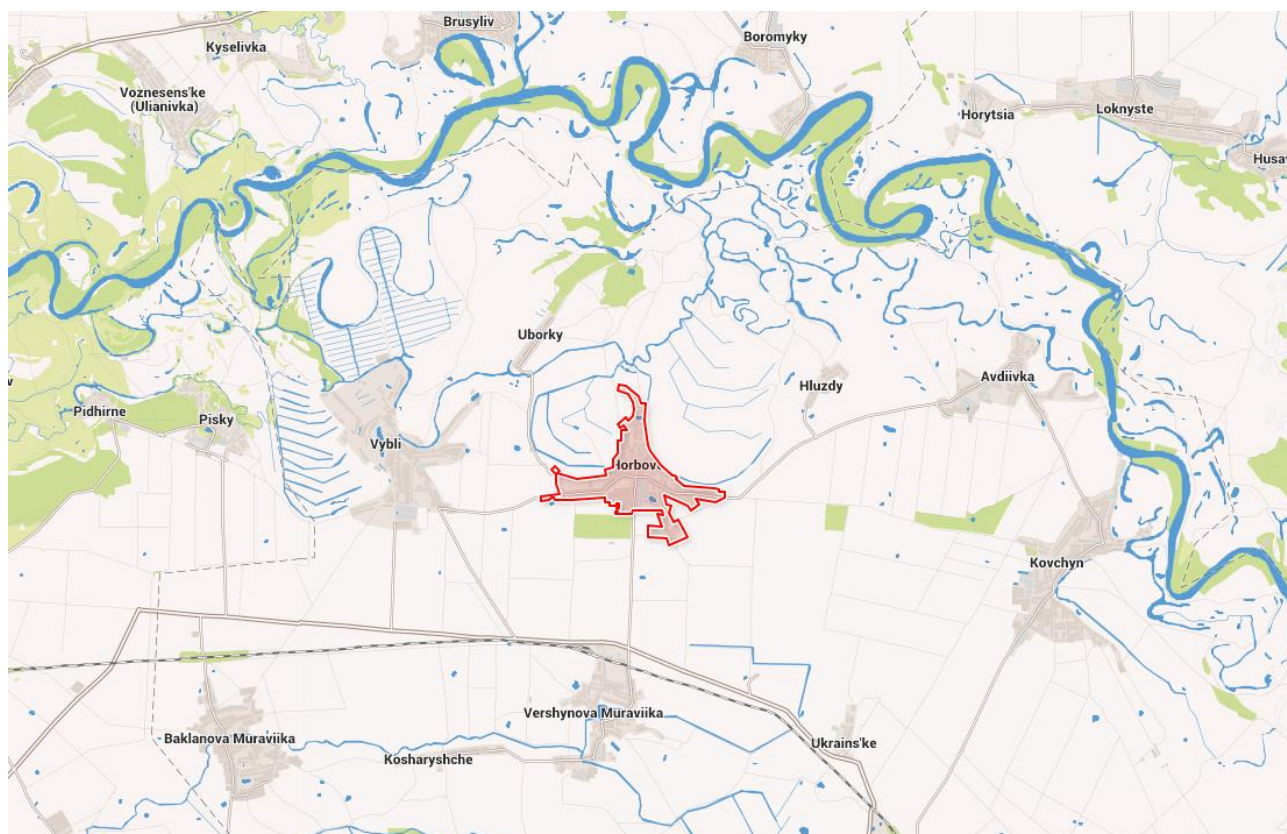 Brusyliv
Kyselivka
Boromyky
Voznesens'ke
(Ulianivka)
Horytsia
Loknyste
Husav
Uborky
Hluzdy
Avdiivka
v
Pidhirne
Pisky
Vybli
Horbove
Kovchyn
Vershynova Muraviika
Baklanova Muraviika
Kosharyshche
Ukrains'ke